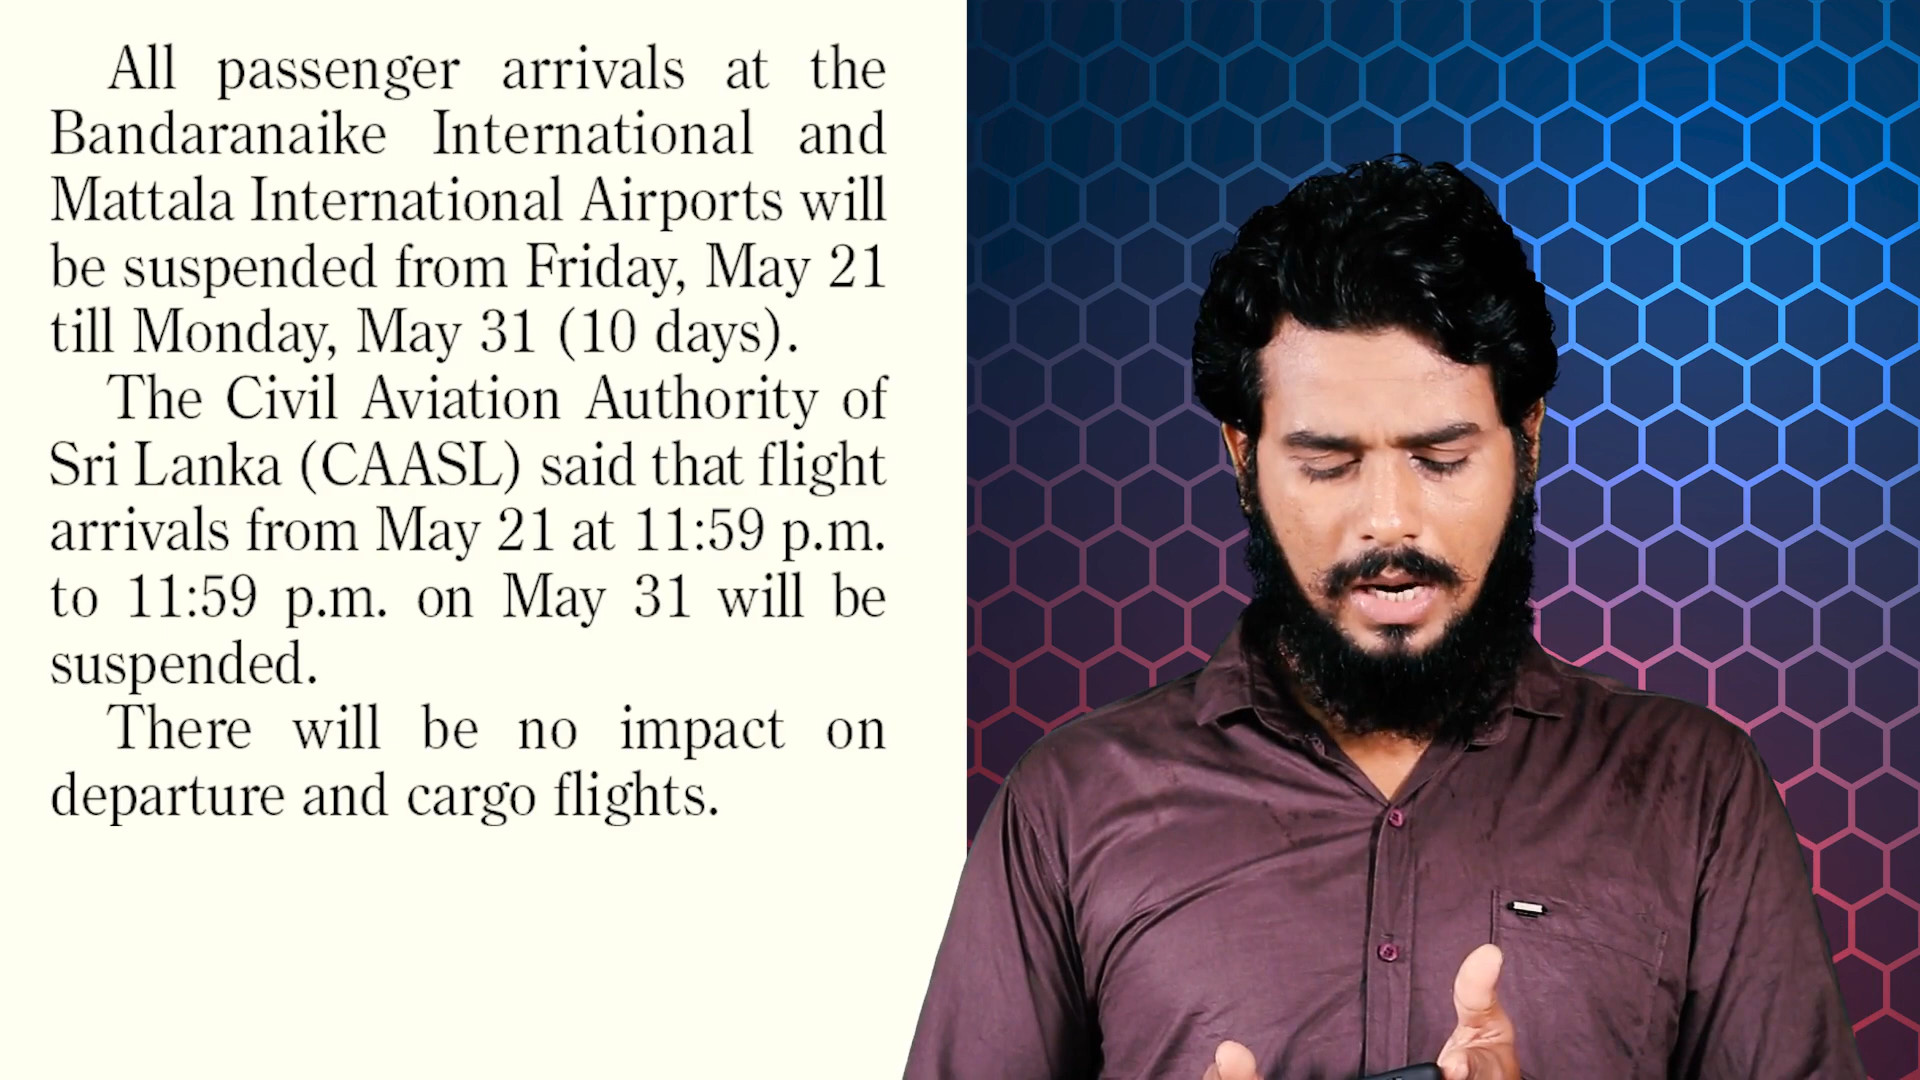 All passenger arrivals at the
Bandaranaike International and
Mattala International Airports will
be suspended from Friday, May 21
till Monday, May 31 (10 days).
The Civil Aviation Authority of
Sri Lanka (CAASL) said that flight
arrivals from May 21 at 11:59 p.m.
to 11:59 p.m. on May 31 will be
suspended.
There will be no impact on
departure and cargo flights.